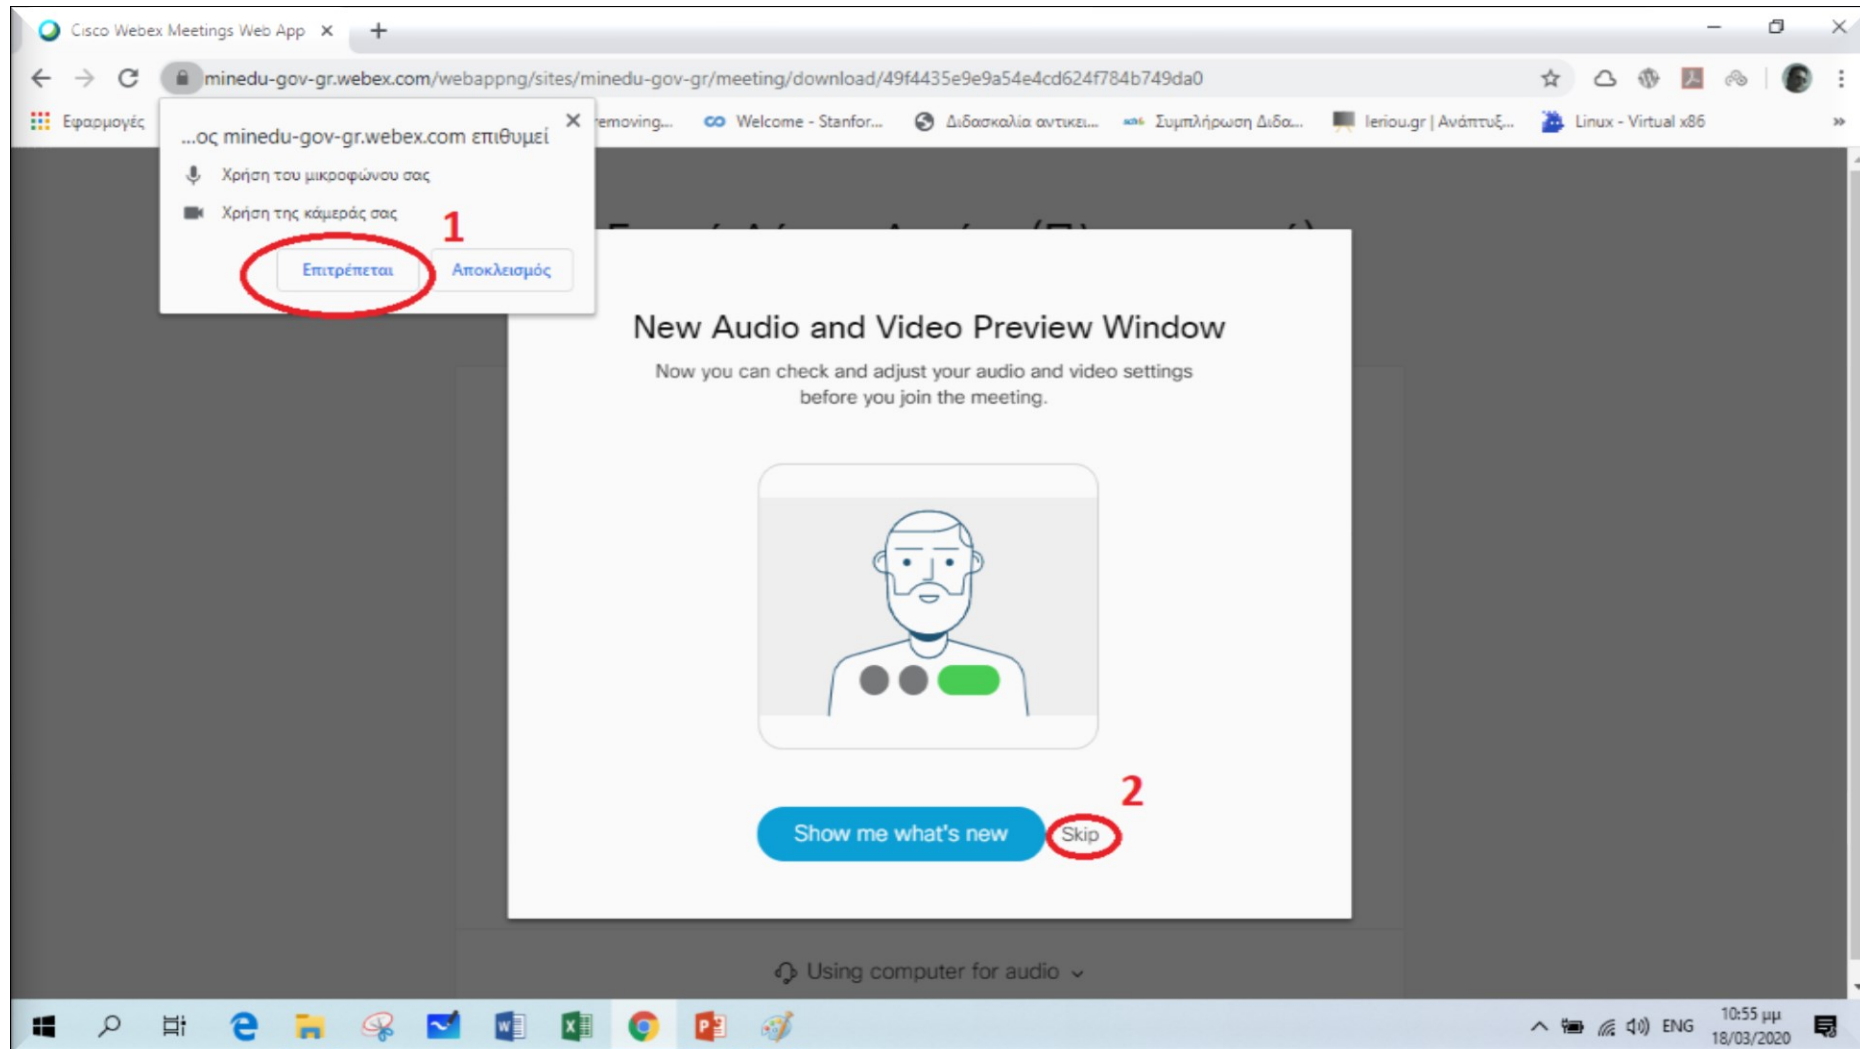 Cisco Webex Meetings Web App
minedu-gov-gr.webex.com/webappng/sites/minedu-gov-gr/meeting/download/49f4435e9e9a54e4cd624f784b749da0
Εφαρμογές
removing...
Welcome - Stanfor...
Διδασκαλία αντικει...
Συμπλήρωση Διδα...
leriou.gr | Ανάπτυξ...
Linux - Virtual x86
...ος minedu-gov-gr.webex.com επιθυμεί
Χρήση του μικροφώνου σας
Χρήση της κάμεράς σας
1
Επιτρέπεται
Αποκλεισμός
New Audio and Video Preview Window
Now you can check and adjust your audio and video settings
before you join the meeting.
2
Show me what's new
Skip
Using computer for audio
ENG
10:55 μμ
18/03/2020